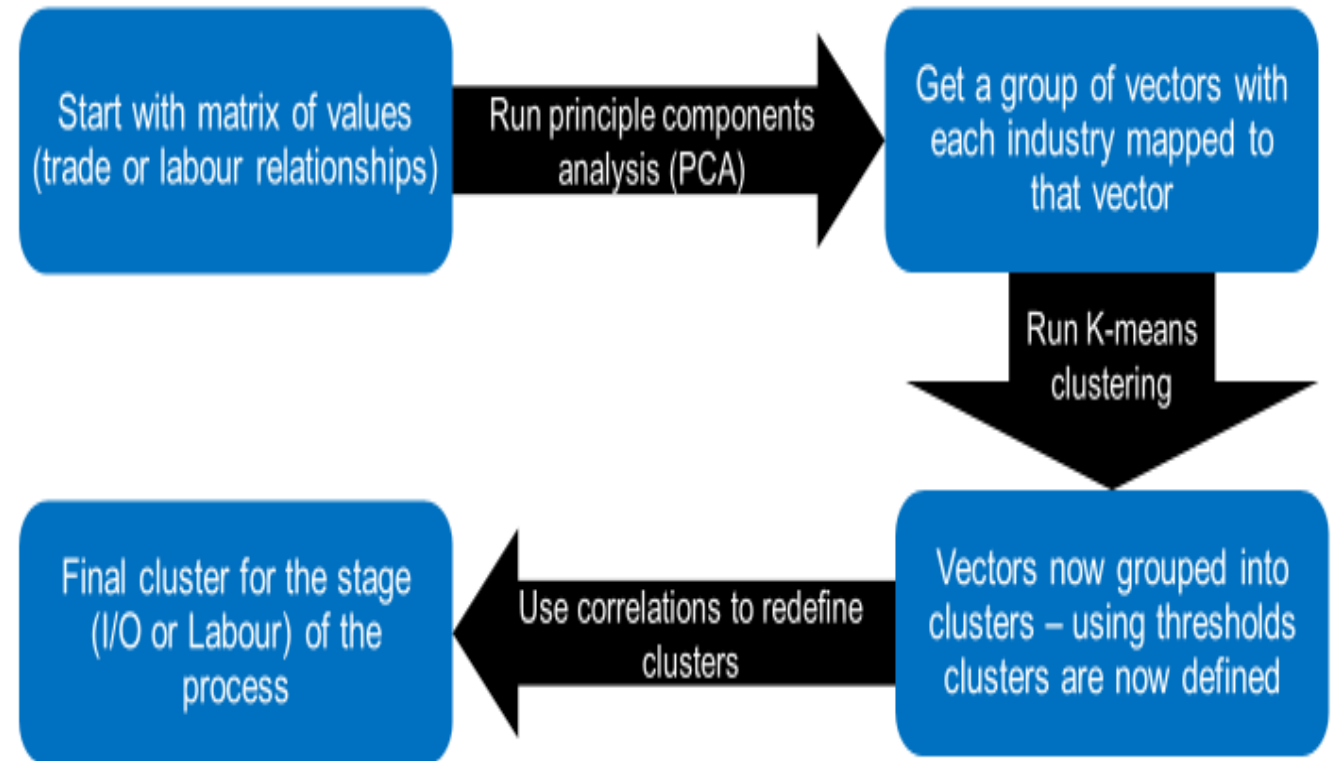 Start with matrix of values
(trade or labour relationships)
Run principle components
analysis (PCA)
Get a group of vectors with
each industry mapped to
that vector
Run K-means
clustering
Vectors now grouped into
clusters – using thresholds
clusters are now defined
Use correlations to redefine
clusters
Final cluster for the stage
(I/O or Labour) of the
process